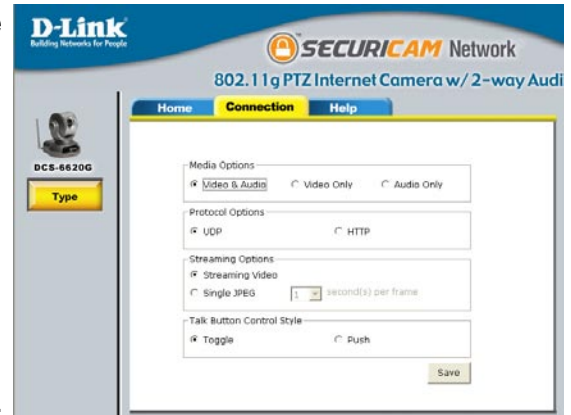 D-Link
Building Networks for People
SECURICAM Network
802.11g PTZ Internet Camera w/ 2-way Audi
Home Connection Help
DCS-6620G
Type
Media Options
Video & Audio Video Only Audio Only
Protocol Options
UDP HTTP
Streaming Options
Streaming Video
Single JPEG 1 second(s) per frame
Talk Button Control Style
Toggle Push
Save